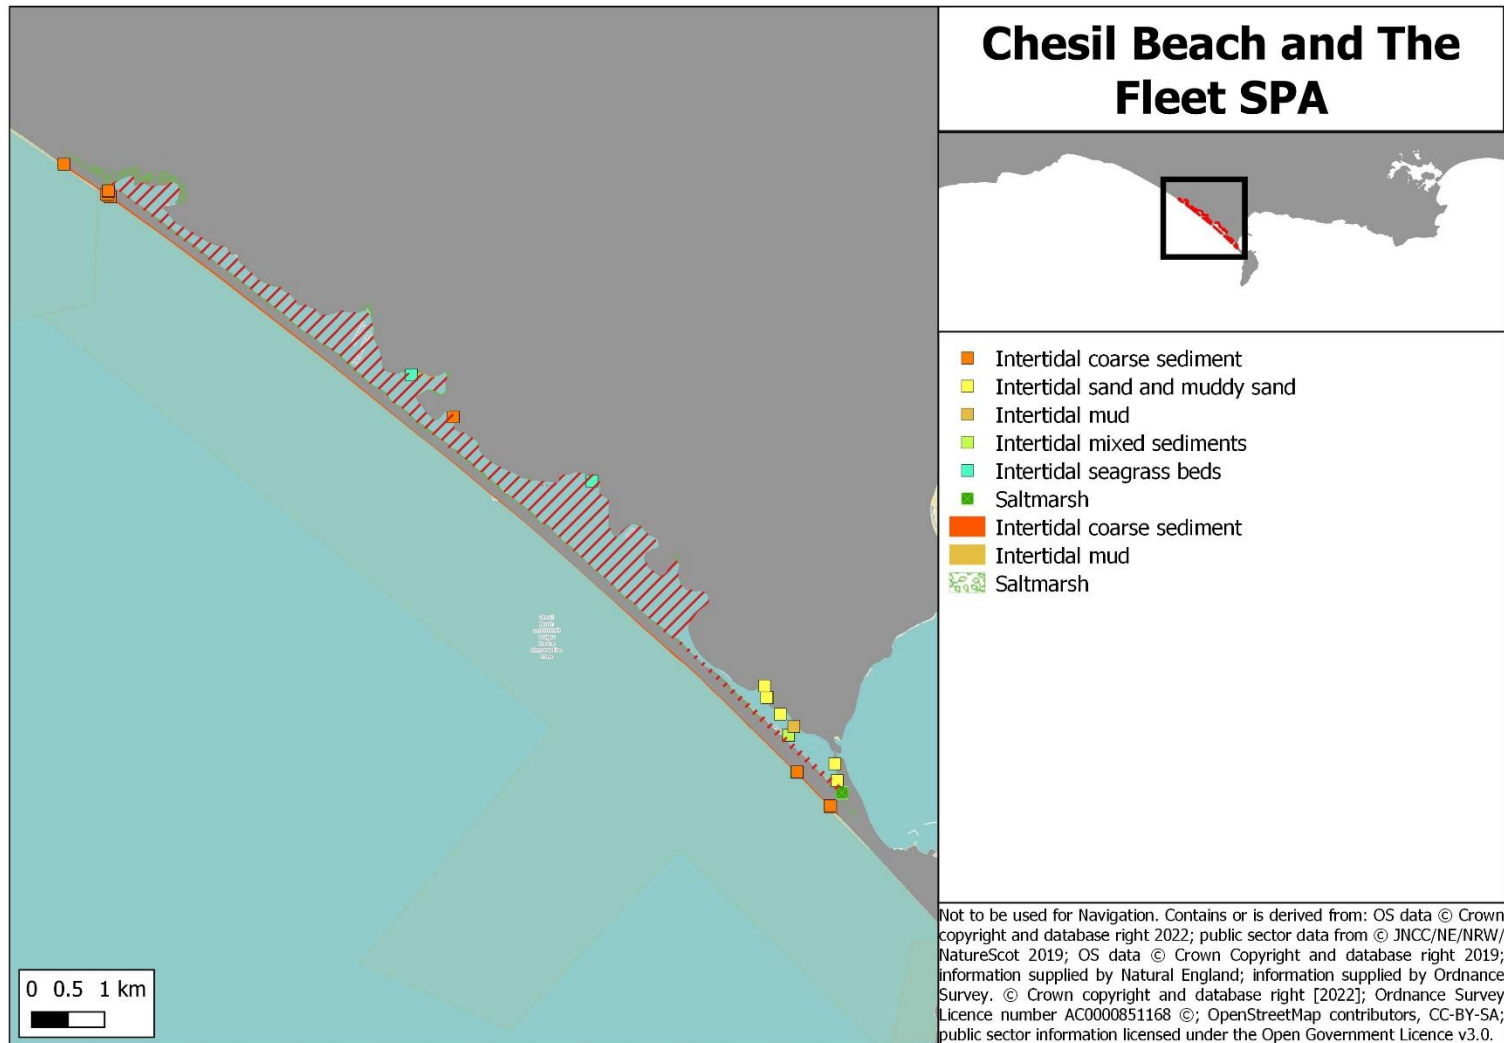 Chesil Beach and The
Fleet SPA
Intertidal coarse sediment
Intertidal sand and muddy sand
Intertidal mud
Intertidal mixed sediments
Intertidal seagrass beds
Saltmarsh
Intertidal coarse sediment
Intertidal mud
Saltmarsh
Chesil
Marine
Conservation
Zone
0 0.5 1 km
Not to be used for Navigation. Contains or is derived from: OS data © Crown
copyright and database right 2022; public sector data from © JNCC/NE/NRW/
NatureScot 2019; OS data © Crown Copyright and database right 2019;
information supplied by Natural England; information supplied by Ordnance
Survey. © Crown copyright and database right [2022]; Ordnance Survey
Licence number AC0000851168 ©; OpenStreetMap contributors, CC-BY-SA;
public sector information licensed under the Open Government Licence v3.0.